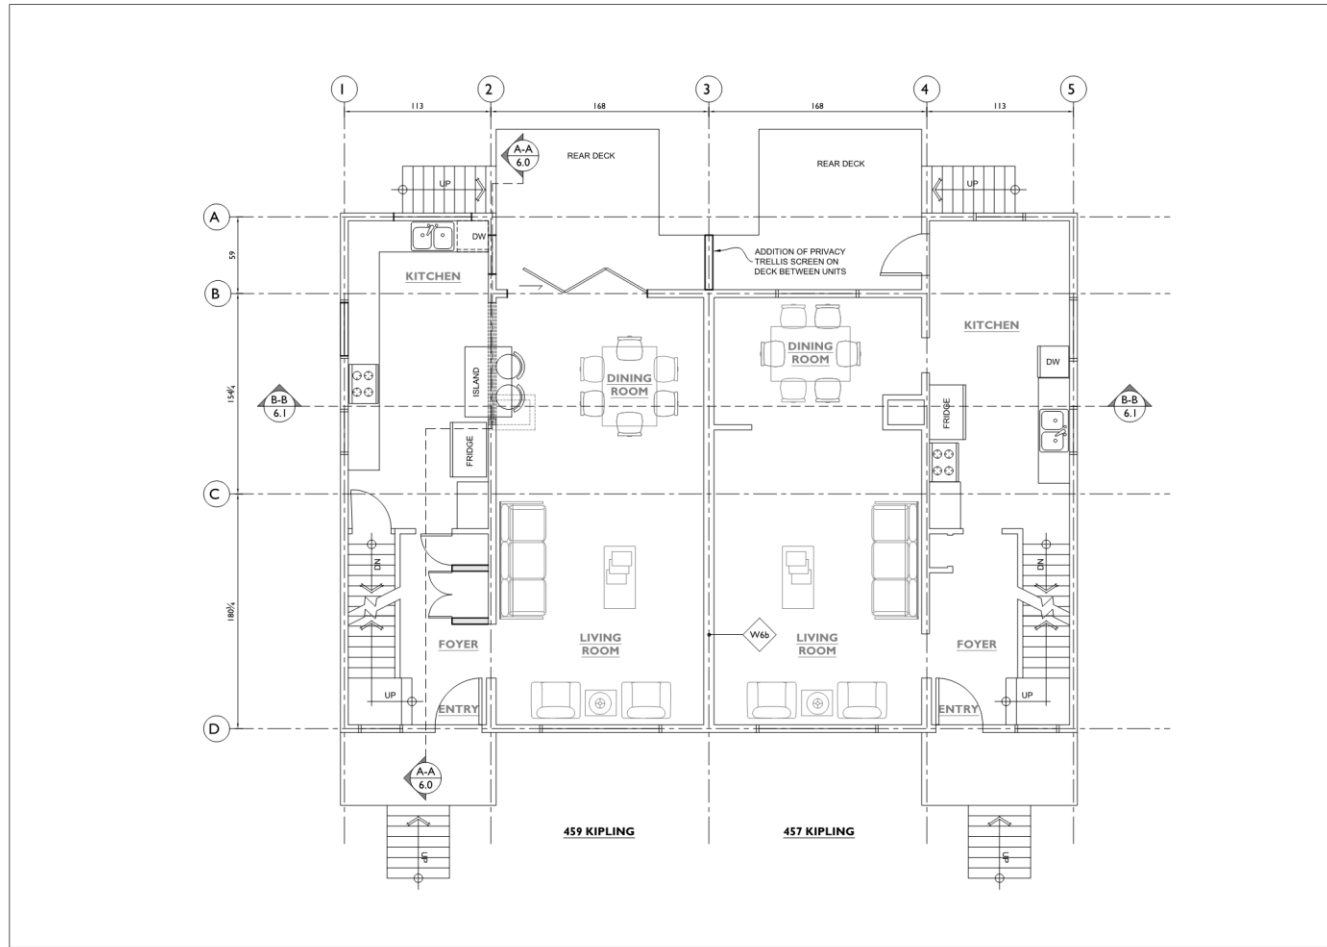 1 2 3 4 5
113 168 168 113
A-A
6.0
REAR DECK
REAR DECK
UP
UP
A
DW
ADDITION OF PRIVACY
TRELLIS SCREEN ON
DECK BETWEEN UNITS
59
KITCHEN
B
KITCHEN
DINING
ROOM
DW
DINING
ROOM
ISLAND
154¼
B-B
6.1
B-B
6.1
FRIDGE
FRIDGE
C
DN
DN
180¼
W6b
FOYER
LIVING
ROOM
LIVING
ROOM
FOYER
UP
UP
ENTRY
ENTRY
D
A-A
6.0
459 KIPLING
457 KIPLING
UP
UP